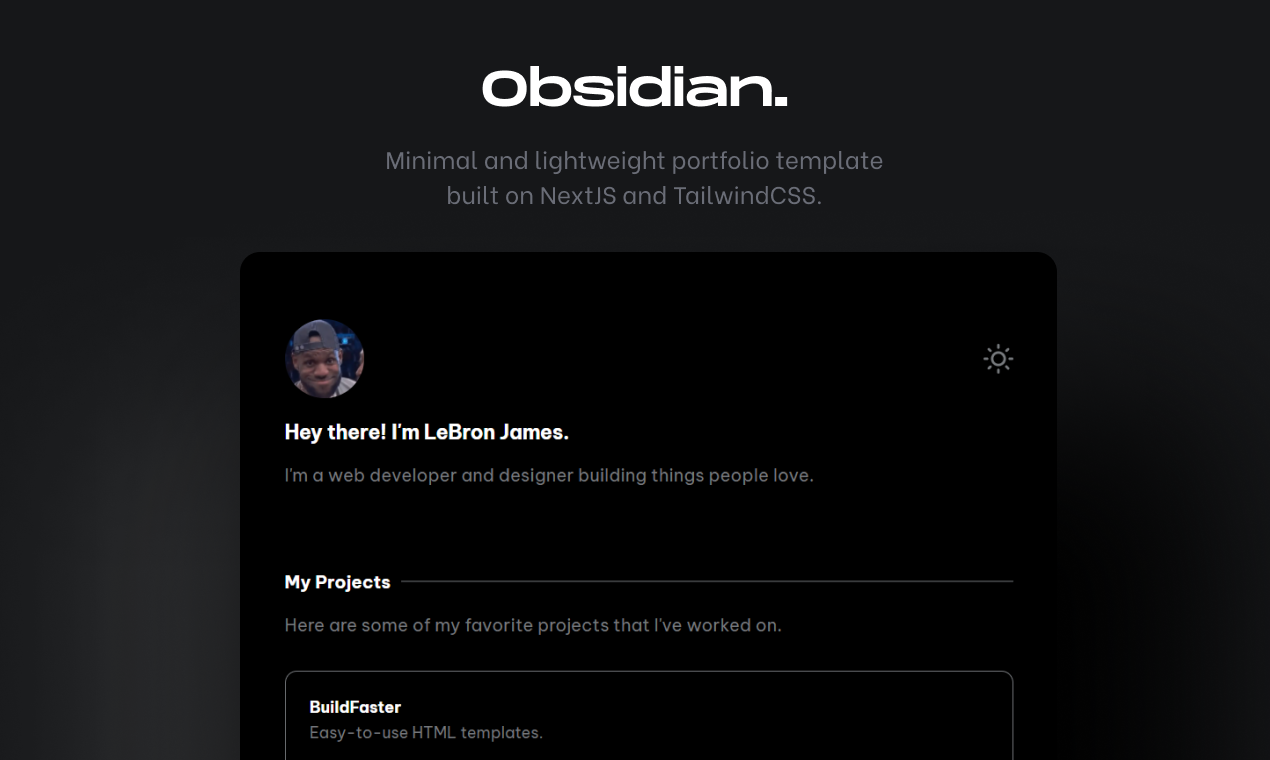 Obsidian.
Minimal and lightweight portfolio template
built on NextJS and TailwindCSS.
Hey there! I'm LeBron James.
I'm a web developer and designer building things people love.
My Projects
Here are some of my favorite projects that I've worked on.
BuildFaster
Easy-to-use HTML templates.